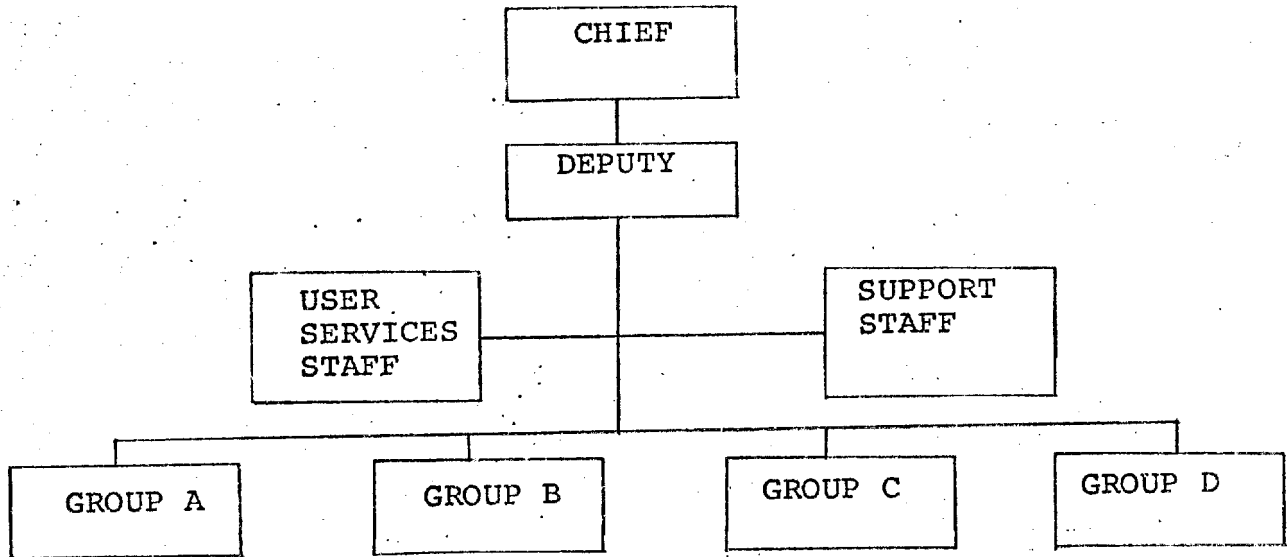 CHIEF
DEPUTY
USER
SERVICES
STAFF
SUPPORT
STAFF
GROUP A
GROUP B
GROUP C
GROUP D